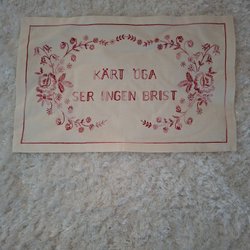 KÄRT ÖGA
SER INGEN BRIST